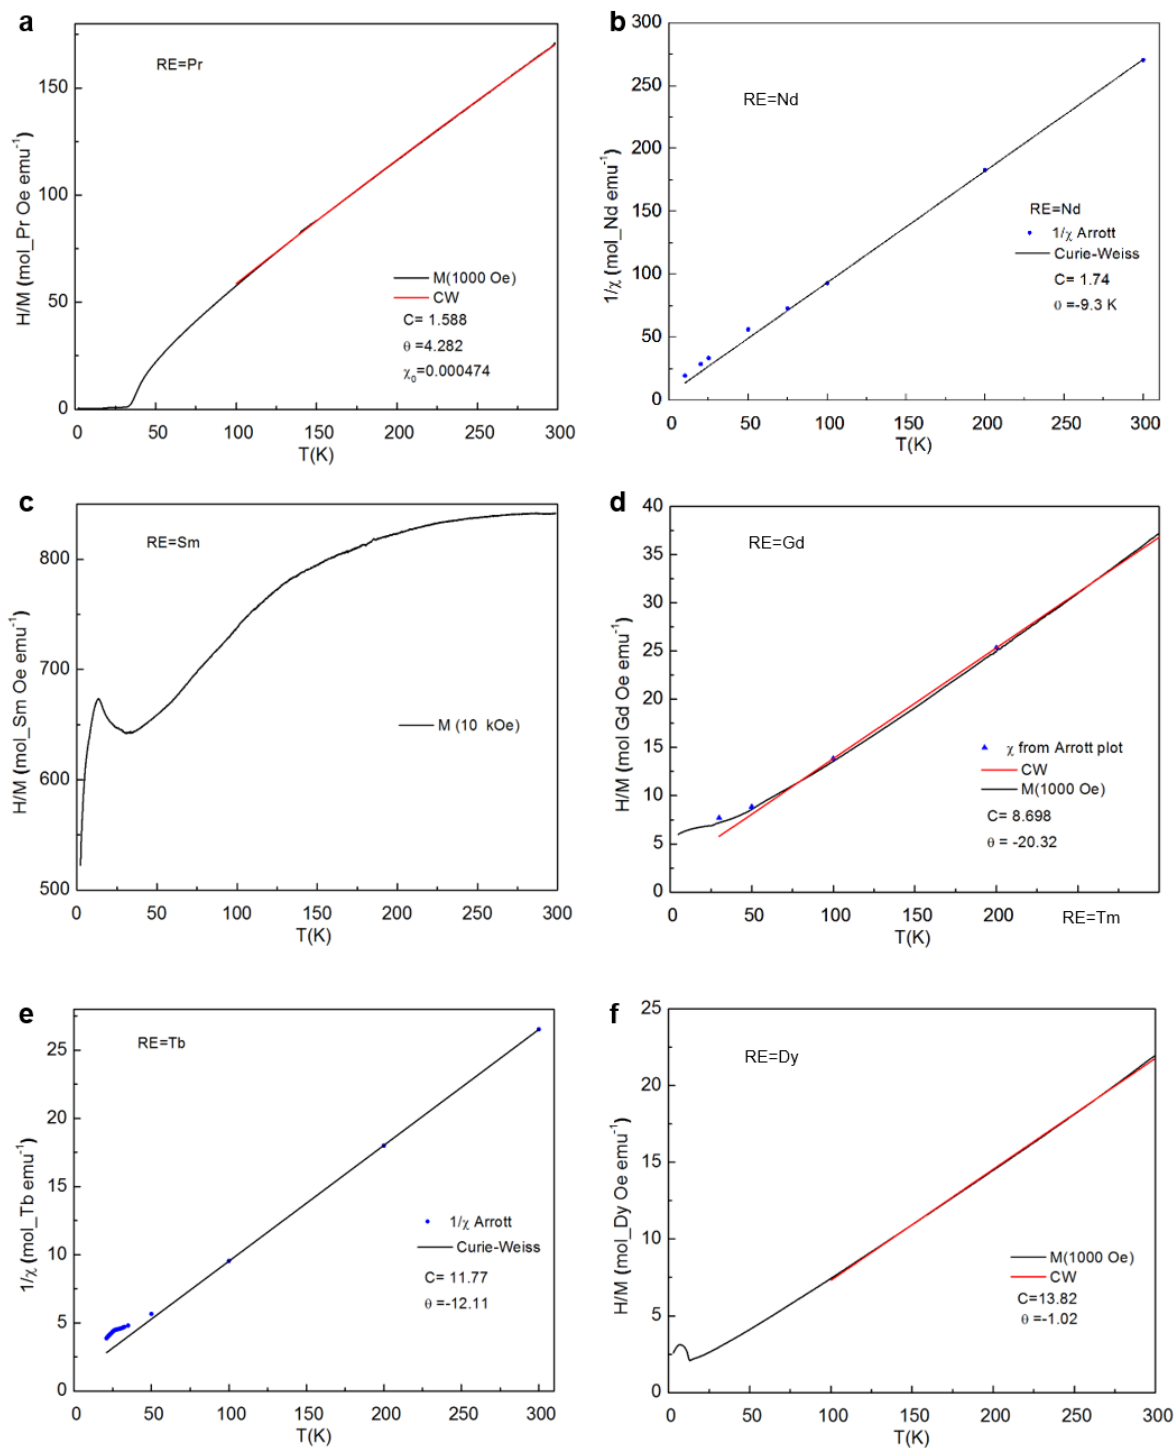 a
RE=Pr
H/M (mol_Pr Oe emu⁻¹)
150
100
50
0
M(1000 Oe)
CW
C= 1.588
θ =4.282
χ₀=0.000474
0 50 100 150 200 250 300
T(K)
b
RE=Nd
1/χ (mol_Nd emu⁻¹)
300
250
200
150
100
50
0
RE=Nd
1/χ Arrott
Curie-Weiss
C= 1.74
θ =-9.3 K
0 50 100 150 200 250 300
T(K)
c
RE=Sm
H/M (mol_Sm Oe emu⁻¹)
800
700
600
500
M (10 kOe)
0 50 100 150 200 250 300
T(K)
d
RE=Gd
H/M (mol Gd Oe emu⁻¹)
40
35
30
25
20
15
10
5
0
χ from Arrott plot
CW
M(1000 Oe)
C= 8.698
θ = -20.32
0 50 100 150 200
RE=Tm
T(K)
e
RE=Tb
1/χ (mol_Tb emu⁻¹)
25
20
15
10
5
0
1/χ Arrott
Curie-Weiss
C= 11.77
θ =-12.11
0 50 100 150 200 250 300
T(K)
f
RE=Dy
H/M (mol_Dy Oe emu⁻¹)
25
20
15
10
5
0
M(1000 Oe)
CW
C=13.82
θ =-1.02
0 50 100 150 200 250 300
T(K)